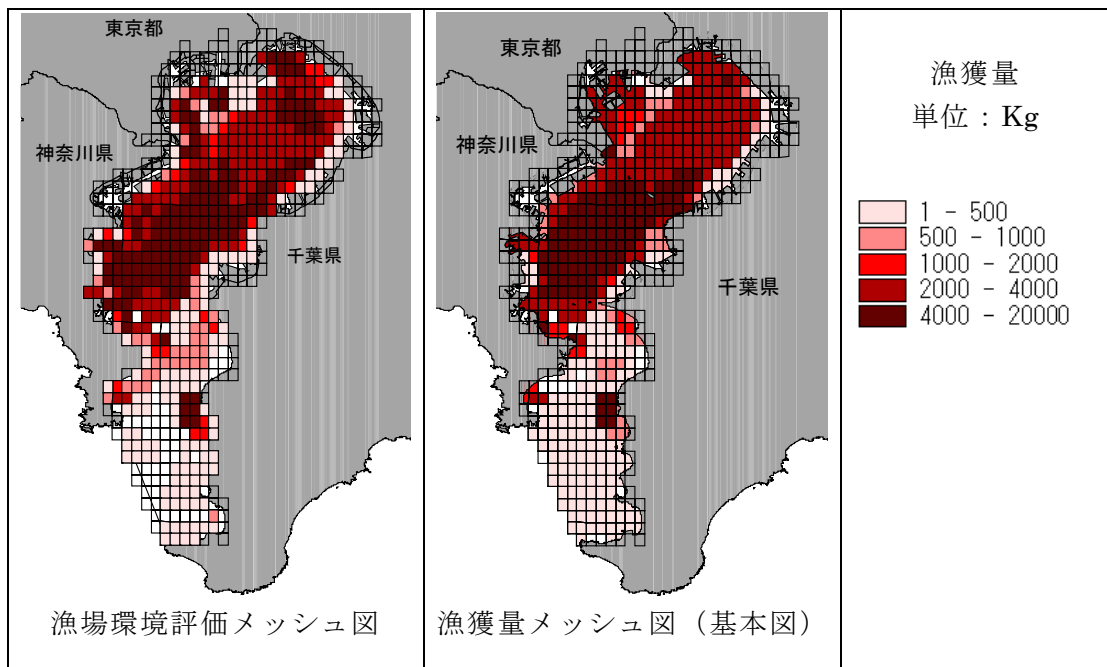 東京都
神奈川県
千葉県
漁場環境評価メッシュ図
東京都
神奈川県
千葉県
漁獲量メッシュ図（基本図）
漁獲量
単位：Kg
1 - 500
500 - 1000
1000 - 2000
2000 - 4000
4000 - 20000